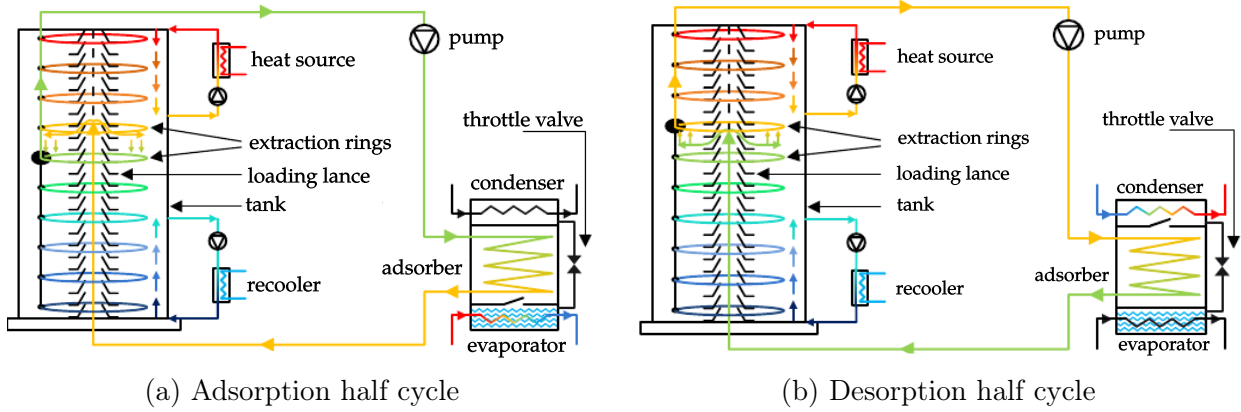 pump
heat source
throttle valve
extraction rings
loading lance
condenser
tank
adsorber
recooler
evaporator
(a) Adsorption half cycle
pump
heat source
throttle valve
extraction rings
loading lance
condenser
tank
adsorber
recooler
evaporator
(b) Desorption half cycle